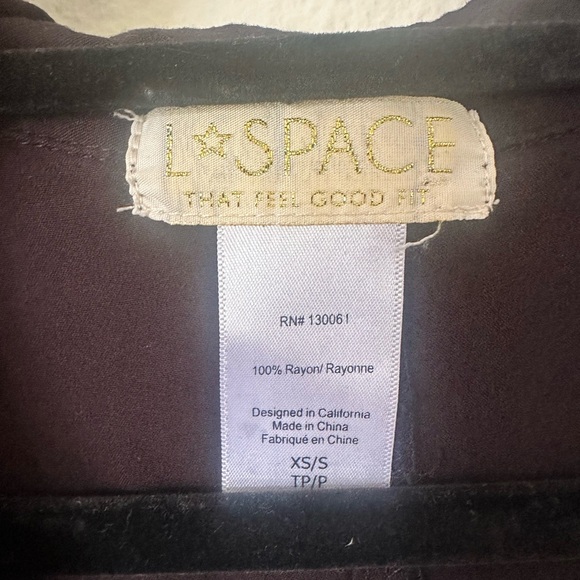 L☆SPACE
THAT FEEL GOOD FIT
RN# 130061
100% Rayon/ Rayonne
Designed in California
Made in China
Fabriqué en Chine
XS/S
TP/P